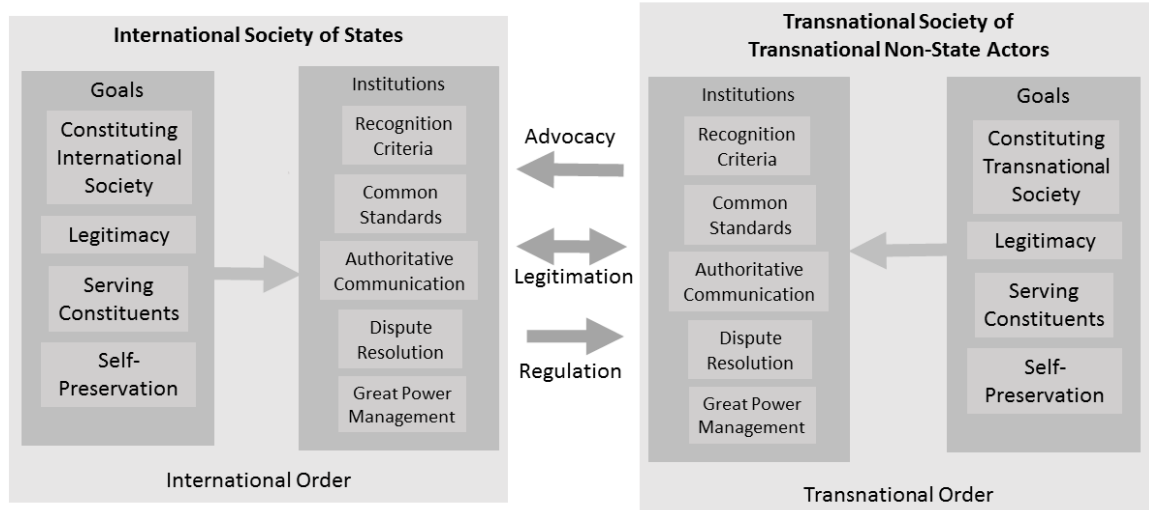 International Society of States
Goals
Constituting
International
Society
Legitimacy
Serving
Constituents
Self-
Preservation
Institutions
Recognition
Criteria
Common
Standards
Authoritative
Communication
Dispute
Resolution
Great Power
Management
International Order
Advocacy
Legitimation
Regulation
Transnational Society of
Transnational Non-State Actors
Institutions
Recognition
Criteria
Common
Standards
Authoritative
Communication
Dispute
Resolution
Great Power
Management
Goals
Constituting
Transnational
Society
Legitimacy
Serving
Constituents
Self-
Preservation
Transnational Order